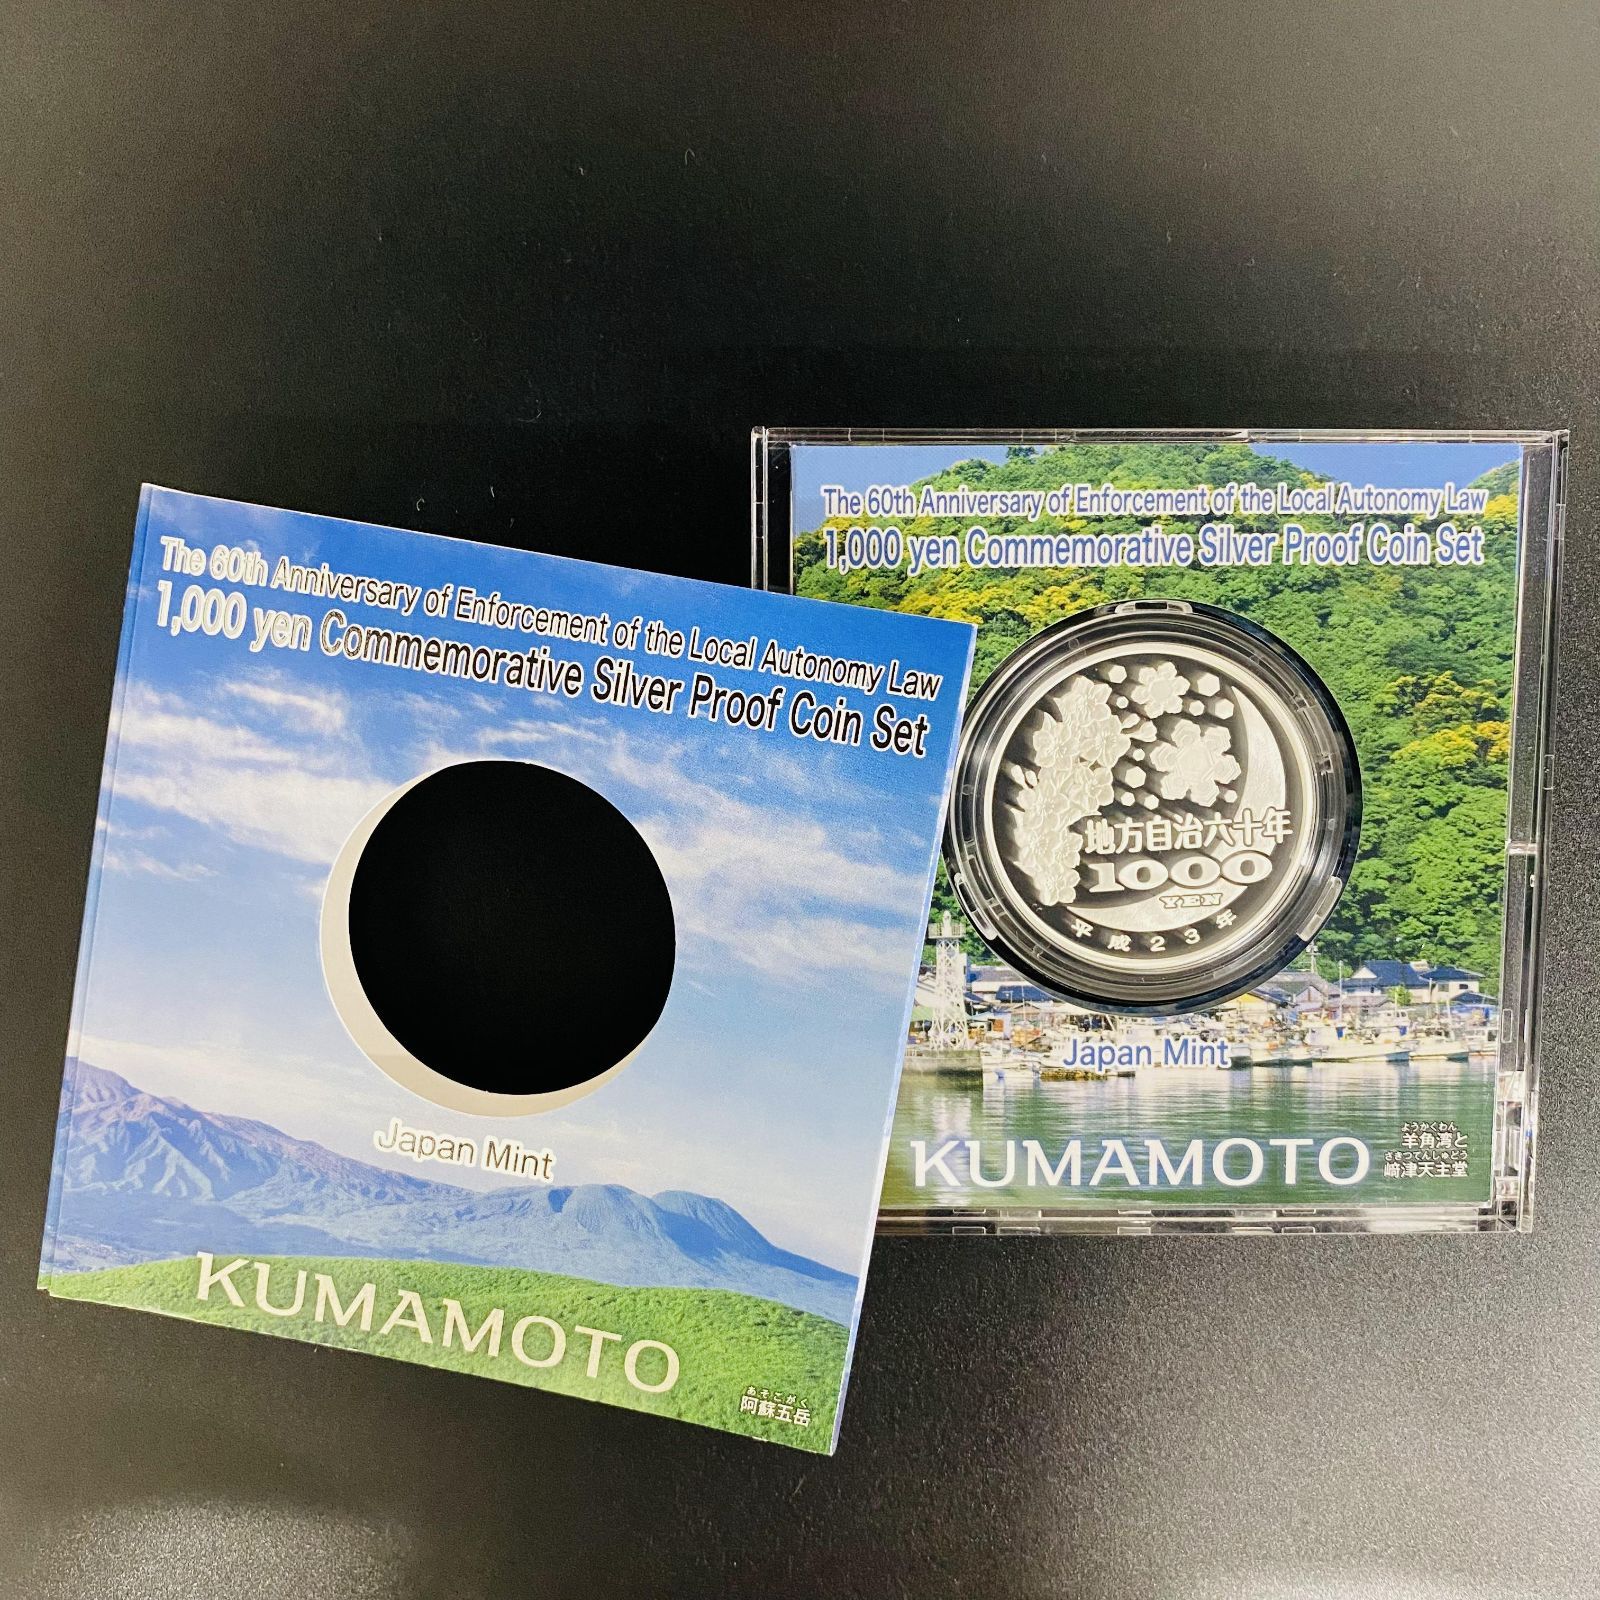 The 60th Anniversary of Enforcement of the Local Autonomy Law
1,000 yen Commemorative Silver Proof Coin Set
Japan Mint
KUMAMOTO
あそごがく
阿蘇五岳
The 60th Anniversary of Enforcement of the Local Autonomy Law
1,000 yen Commemorative Silver Proof Coin Set
地方自治六十年
1000
YEN
平成23年
Japan Mint
KUMAMOTO
ようかくわん
羊角湾と
さきつてんしゅどう
﨑津天主堂